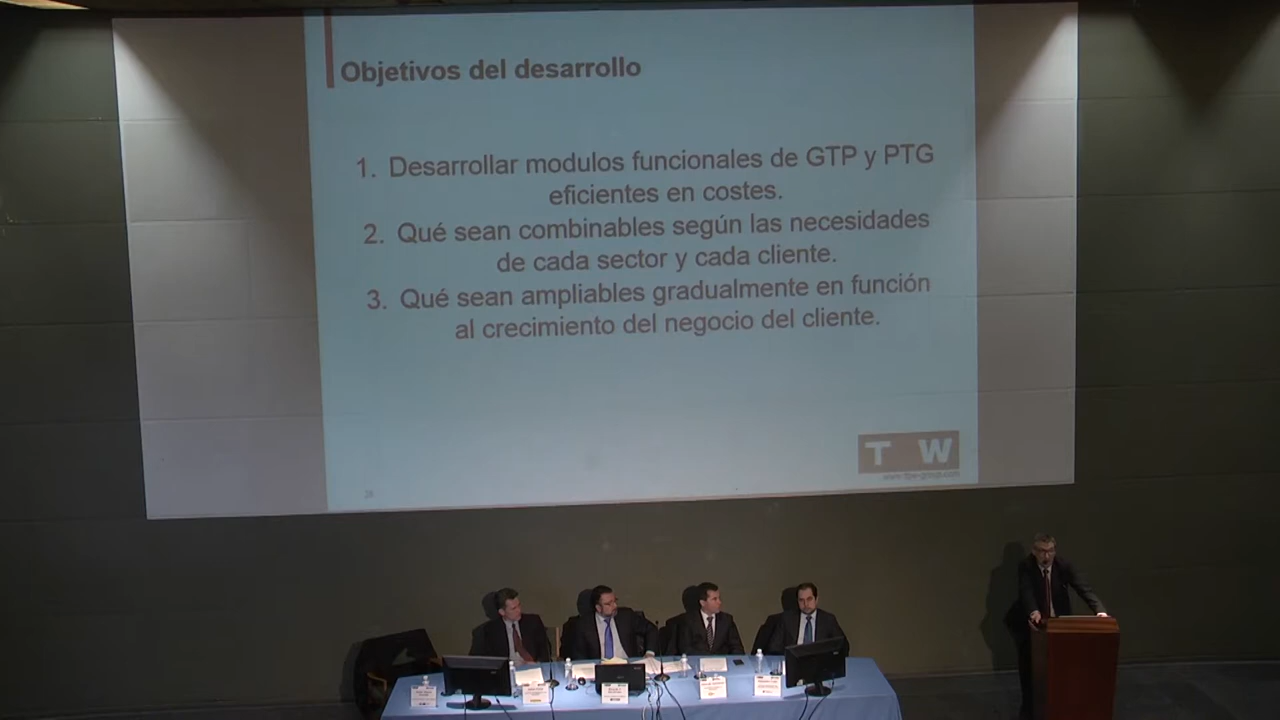 Objetivos del desarrollo
1. Desarrollar modulos funcionales de GTP y PTG
eficientes en costes.
2. Qué sean combinables según las necesidades
de cada sector y cada cliente.
3. Qué sean ampliables gradualmente en función
al crecimiento del negocio del cliente.
T W